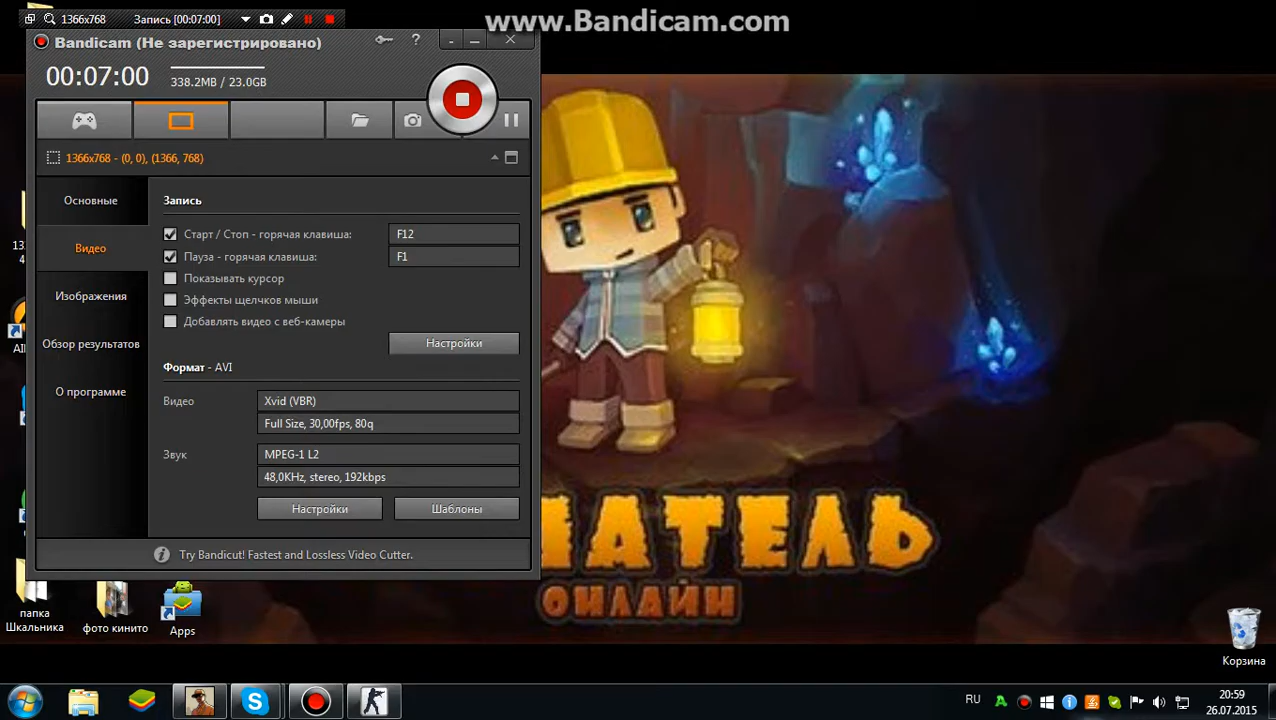 1366x768 Запись [00:07:00]
www.Bandicam.com
Bandicam (Не зарегистрировано)
?
00:07:00
338.2MB / 23.0GB
1366x768 - (0, 0), (1366, 768)
Основные
Видео
Изображения
Обзор результатов
О программе
Запись
Старт / Стоп - горячая клавиша: F12
Пауза - горячая клавиша: F1
Показывать курсор
Эффекты щелчков мыши
Добавлять видео с веб-камеры
Настройки
Формат - AVI
Видео Xvid (VBR)
Full Size, 30,00fps, 80q
Звук MPEG-1 L2
48,0KHz, stereo, 192kbps
Настройки Шаблоны
Try Bandicut! Fastest and Lossless Video Cutter.
АТЕЛЬ
ОНЛАЙН
папка
Шкальника
фото кинито
Apps
Корзина
RU
20:59
26.07.2015